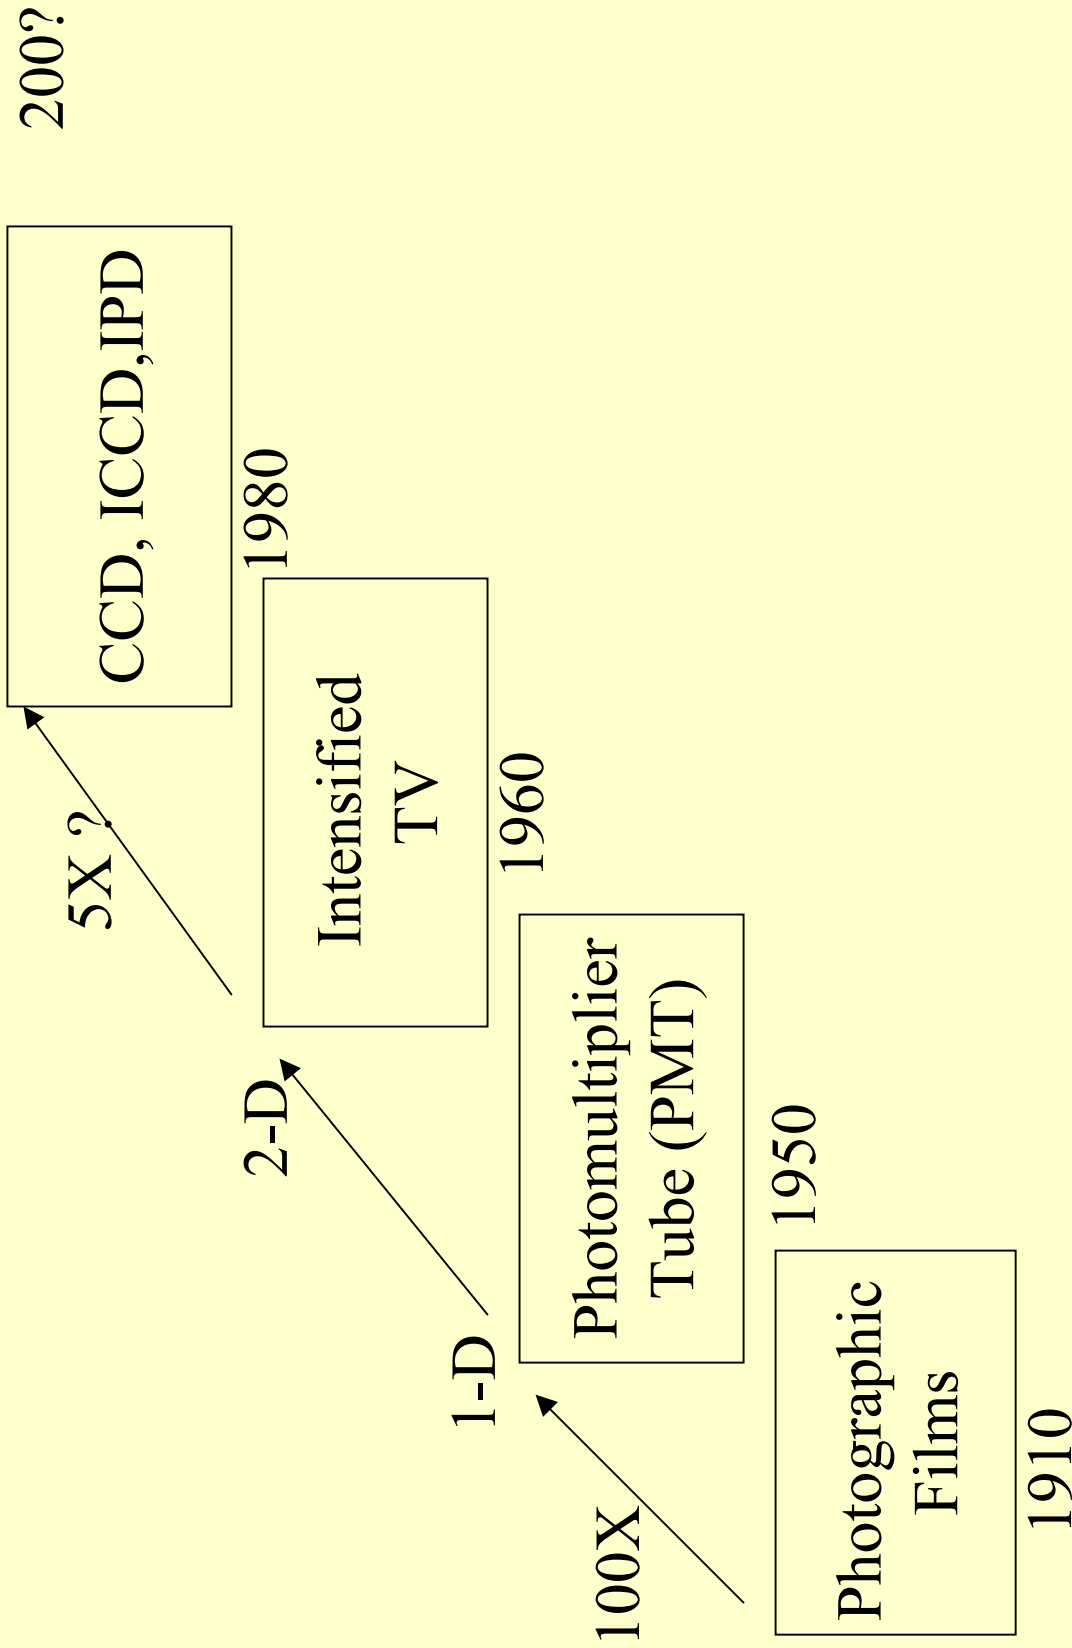 200?
CCD, ICCD,IPD
5X ?
1980
Intensified
TV
2-D
1960
Photomultiplier
Tube (PMT)
1-D
1950
100X
Photographic
Films
1910